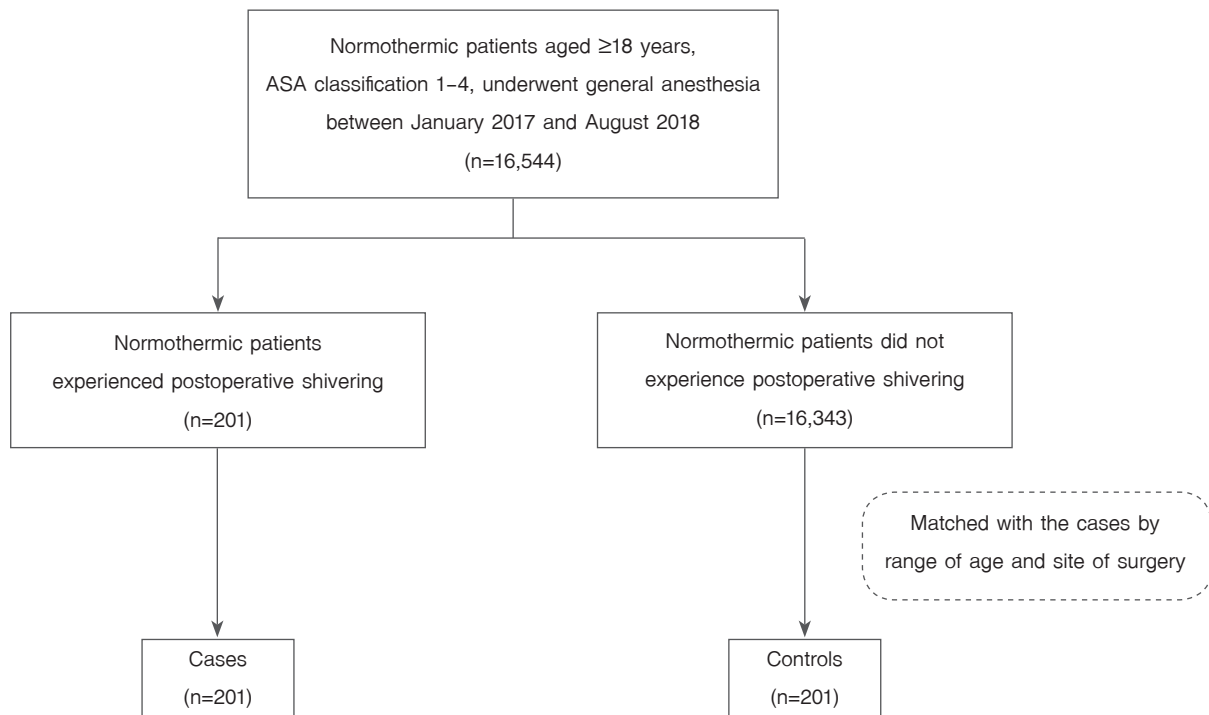 Normothermic patients aged ≥18 years,
ASA classification 1–4, underwent general anesthesia
between January 2017 and August 2018
(n=16,544)
Normothermic patients
experienced postoperative shivering
(n=201)
Normothermic patients did not
experience postoperative shivering
(n=16,343)
Matched with the cases by
range of age and site of surgery
Cases
(n=201)
Controls
(n=201)